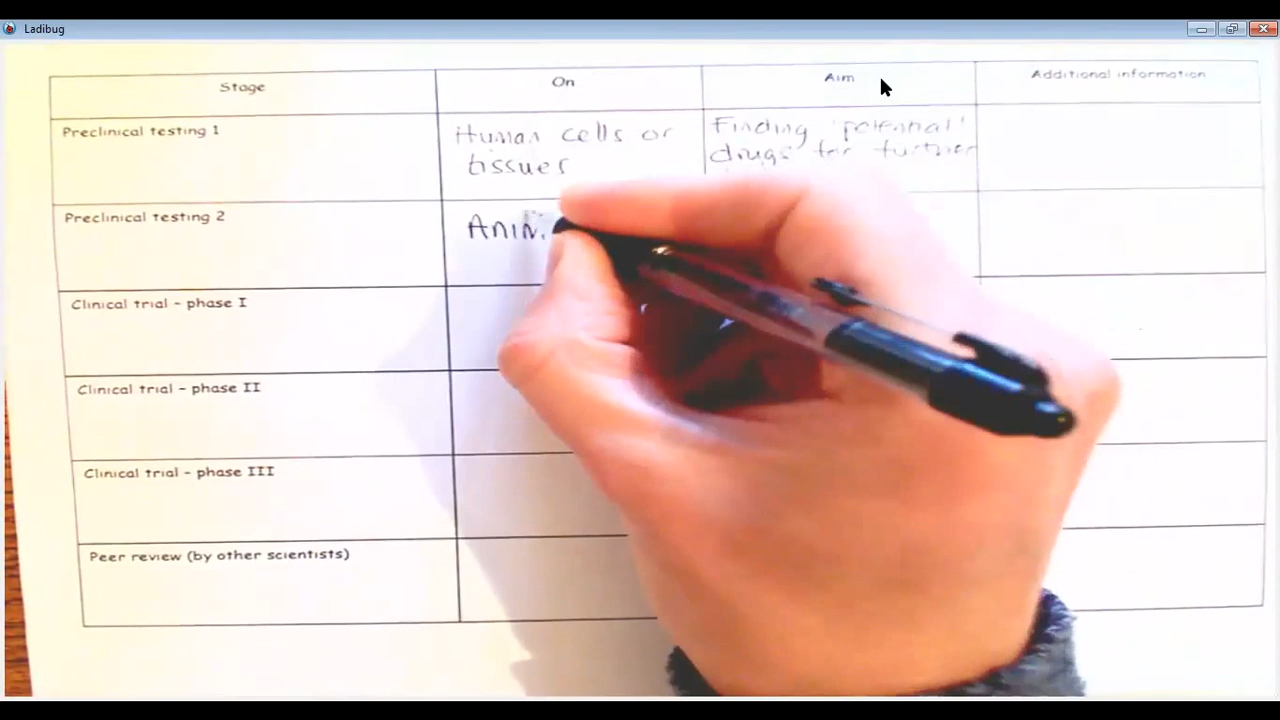 Ladibug
Stage
On
Aim
Additional information
Preclinical testing 1
Human cells or
tissues
Finding 'potential'
drugs for further
Preclinical testing 2
Anim
Clinical trial - phase I
Clinical trial - phase II
Clinical trial - phase III
Peer review (by other scientists)